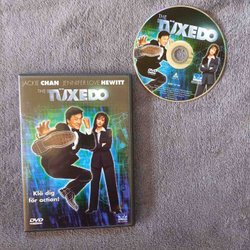 JACKIE CHAN JENNIFER LOVE HEWITT
THE TUXEDO
Klä dig
för action!
DVD
THE
TUXEDO